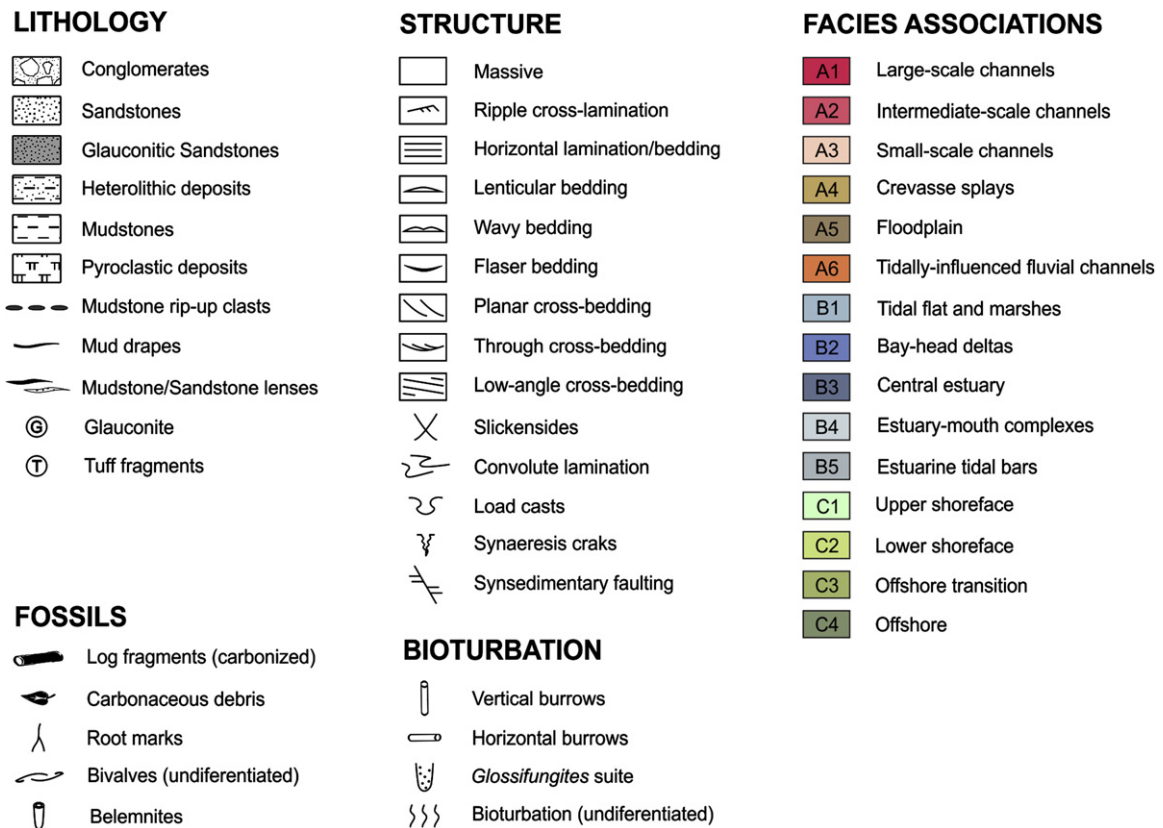 LITHOLOGY
Conglomerates
Sandstones
Glauconitic Sandstones
Heterolithic deposits
Mudstones
Pyroclastic deposits
Mudstone rip-up clasts
Mud drapes
Mudstone/Sandstone lenses
G Glauconite
T Tuff fragments
FOSSILS
Log fragments (carbonized)
Carbonaceous debris
Root marks
Bivalves (undiferentiated)
Belemnites
STRUCTURE
Massive
Ripple cross-lamination
Horizontal lamination/bedding
Lenticular bedding
Wavy bedding
Flaser bedding
Planar cross-bedding
Through cross-bedding
Low-angle cross-bedding
Slickensides
Convolute lamination
Load casts
Synaeresis craks
Synsedimentary faulting
BIOTURBATION
Vertical burrows
Horizontal burrows
Glossifungites suite
Bioturbation (undiferentiated)
FACIES ASSOCIATIONS
A1 Large-scale channels
A2 Intermediate-scale channels
A3 Small-scale channels
A4 Crevasse splays
A5 Floodplain
A6 Tidally-influenced fluvial channels
B1 Tidal flat and marshes
B2 Bay-head deltas
B3 Central estuary
B4 Estuary-mouth complexes
B5 Estuarine tidal bars
C1 Upper shoreface
C2 Lower shoreface
C3 Offshore transition
C4 Offshore